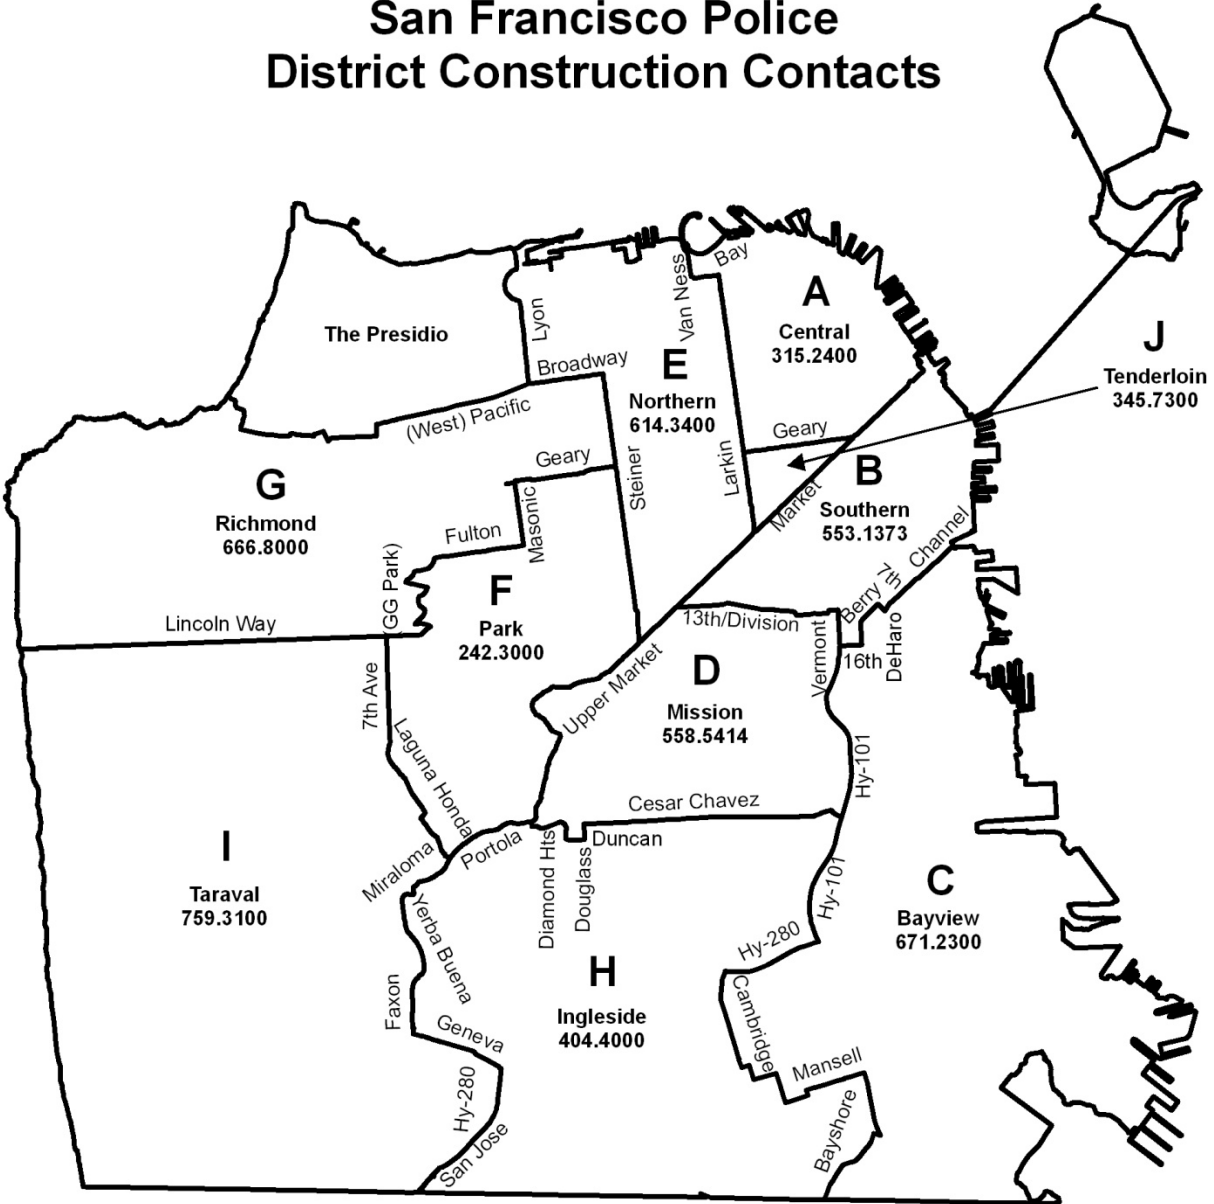 San Francisco Police
District Construction Contacts
The Presidio
Lyon
Van Ness
Bay
A
Central
315.2400
J
Tenderloin
345.7300
Broadway
(West) Pacific
E
Northern
614.3400
Geary
Larkin
Geary
Steiner
Market
B
Southern
553.1373
G
Richmond
666.8000
Fulton
Masonic
(GG Park)
Lincoln Way
F
Park
242.3000
Berry
7th
Channel
13th/Division
Vermont
16th
DeHaro
7th Ave
Upper Market
D
Mission
558.5414
Laguna Honda
Hy-101
Cesar Chavez
Miraloma
Portola
Diamond Hts
Douglass
Duncan
I
Taraval
759.3100
Hy-101
C
Bayview
671.2300
Yerba Buena
Faxon
Hy-280
Cambridge
H
Ingleside
404.4000
Geneva
Mansell
Hy-280
San Jose
Bayshore